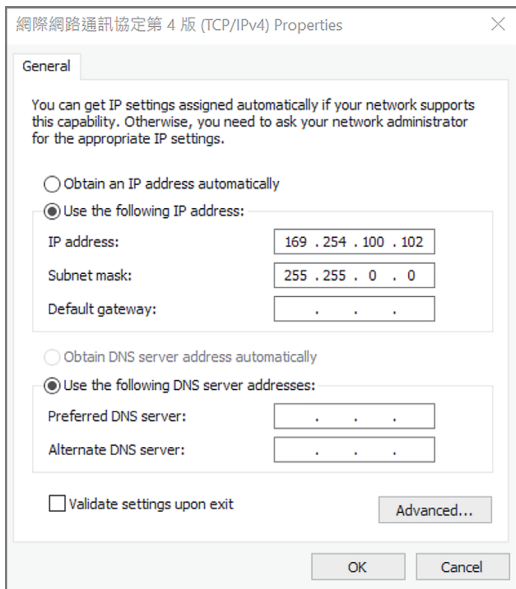 網際網路通訊協定第 4 版 (TCP/IPv4) Properties
General
You can get IP settings assigned automatically if your network supports
this capability. Otherwise, you need to ask your network administrator
for the appropriate IP settings.
Obtain an IP address automatically
Use the following IP address:
IP address: 169 . 254 . 100 . 102
Subnet mask: 255 . 255 . 0 . 0
Default gateway: . . .
Obtain DNS server address automatically
Use the following DNS server addresses:
Preferred DNS server: . . .
Alternate DNS server: . . .
Validate settings upon exit
Advanced...
OK Cancel